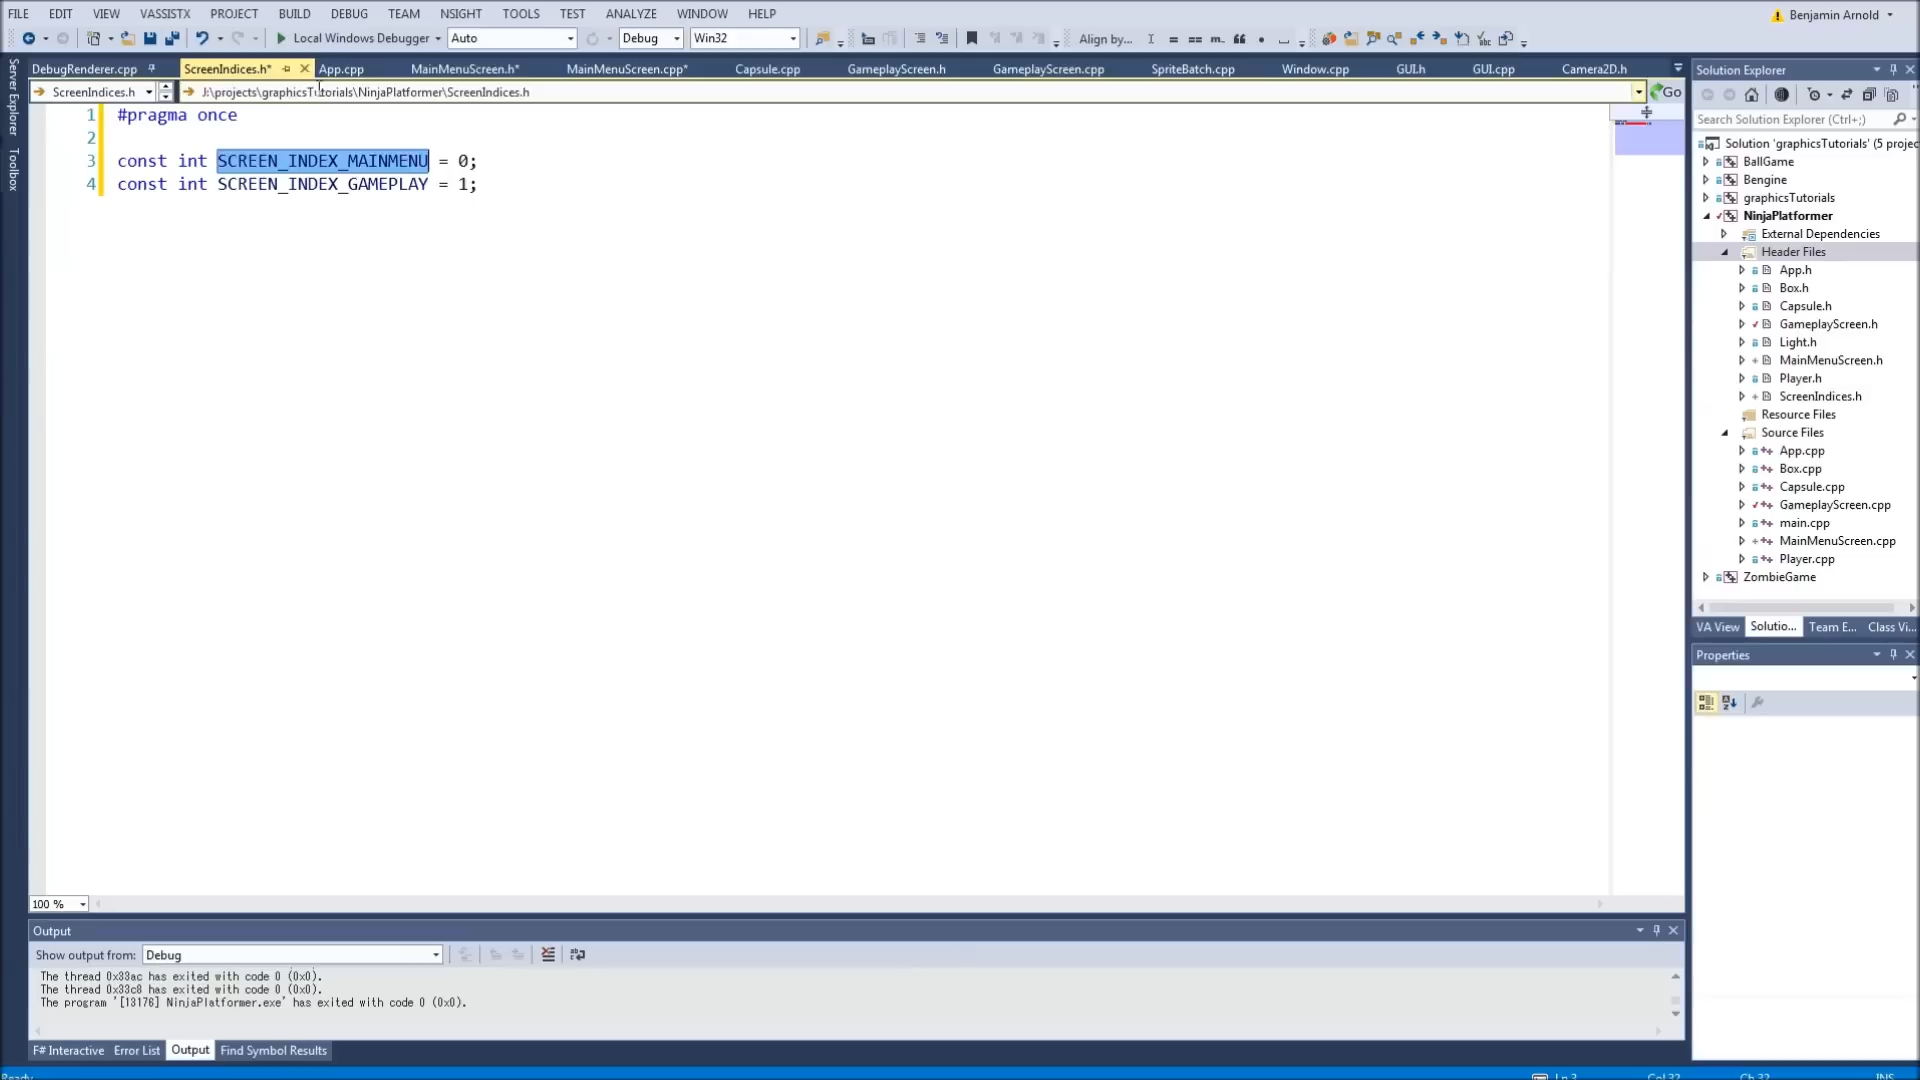 FILE EDIT VIEW VASSISTX PROJECT BUILD DEBUG TEAM NSIGHT TOOLS TEST ANALYZE WINDOW HELP
Benjamin Arnold
Local Windows Debugger Auto Debug Win32 Align by...
DebugRenderer.cpp ScreenIndices.h* App.cpp MainMenuScreen.h* MainMenuScreen.cpp* Capsule.cpp GameplayScreen.h GameplayScreen.cpp SpriteBatch.cpp Window.cpp GUI.h GUI.cpp Camera2D.h
ScreenIndices.h J:\projects\graphicsTutorials\NinjaPlatformer\ScreenIndices.h Go
Server Explorer
Toolbox
1 #pragma once
2
3 const int SCREEN_INDEX_MAINMENU = 0;
4 const int SCREEN_INDEX_GAMEPLAY = 1;
100 %
Solution Explorer
Search Solution Explorer (Ctrl+;)
Solution 'graphicsTutorials' (5 projec
BallGame
Bengine
graphicsTutorials
NinjaPlatformer
External Dependencies
Header Files
App.h
Box.h
Capsule.h
GameplayScreen.h
Light.h
MainMenuScreen.h
Player.h
ScreenIndices.h
Resource Files
Source Files
App.cpp
Box.cpp
Capsule.cpp
GameplayScreen.cpp
main.cpp
MainMenuScreen.cpp
Player.cpp
ZombieGame
VA View Solutio... Team E... Class Vi...
Properties
Output
Show output from: Debug
The thread 0x33ac has exited with code 0 (0x0).
The thread 0x33c8 has exited with code 0 (0x0).
The program '[13176] NinjaPlatformer.exe' has exited with code 0 (0x0).
F# Interactive Error List Output Find Symbol Results
Ready Ln 3 Col 32 Ch 32 INS